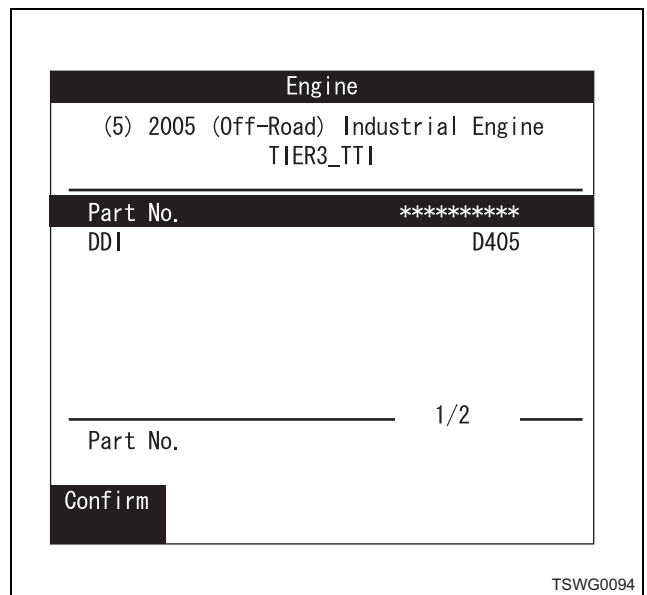 Engine
(5) 2005 (Off-Road) Industrial Engine
TIER3_TTI
Part No. **********
DDI D405
1/2
Part No.
Confirm
TSWG0094